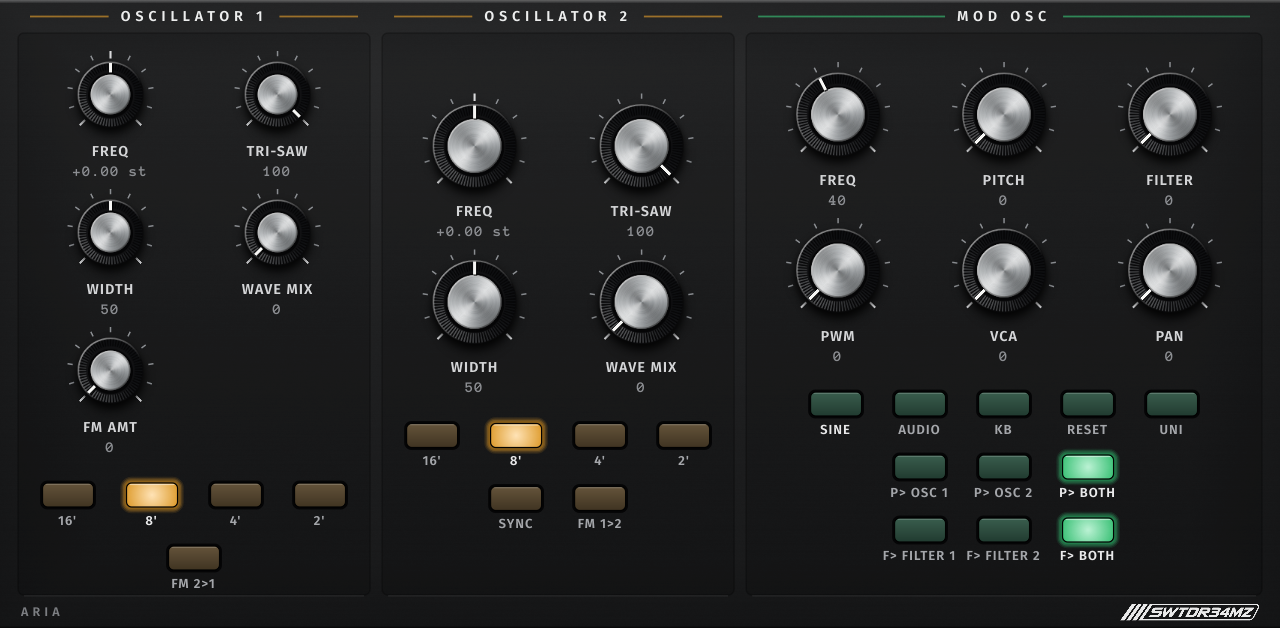 OSCILLATOR 1
FREQ TRI-SAW
+0.00 st 100
WIDTH WAVE MIX
50 0
FM AMT
0
16' 8' 4' 2'
FM 2>1
OSCILLATOR 2
FREQ TRI-SAW
+0.00 st 100
WIDTH WAVE MIX
50 0
16' 8' 4' 2'
SYNC FM 1>2
MOD OSC
FREQ PITCH FILTER
40 0 0
PWM VCA PAN
0 0 0
SINE AUDIO KB RESET UNI
P> OSC 1 P> OSC 2 P> BOTH
F> FILTER 1 F> FILTER 2 F> BOTH
ARIA
SWTDR34MZ